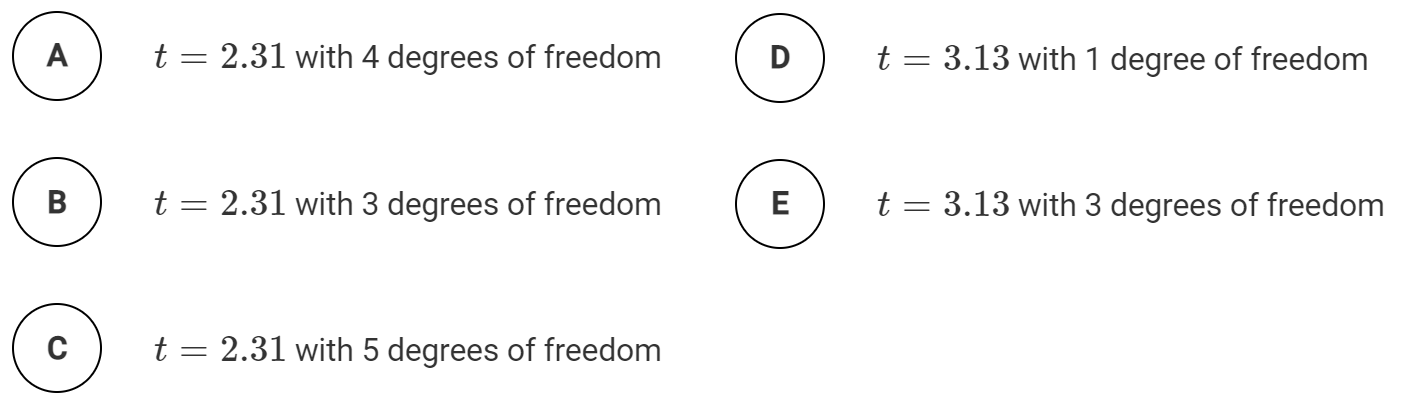 A t = 2.31 with 4 degrees of freedom
B t = 2.31 with 3 degrees of freedom
C t = 2.31 with 5 degrees of freedom
D t = 3.13 with 1 degree of freedom
E t = 3.13 with 3 degrees of freedom